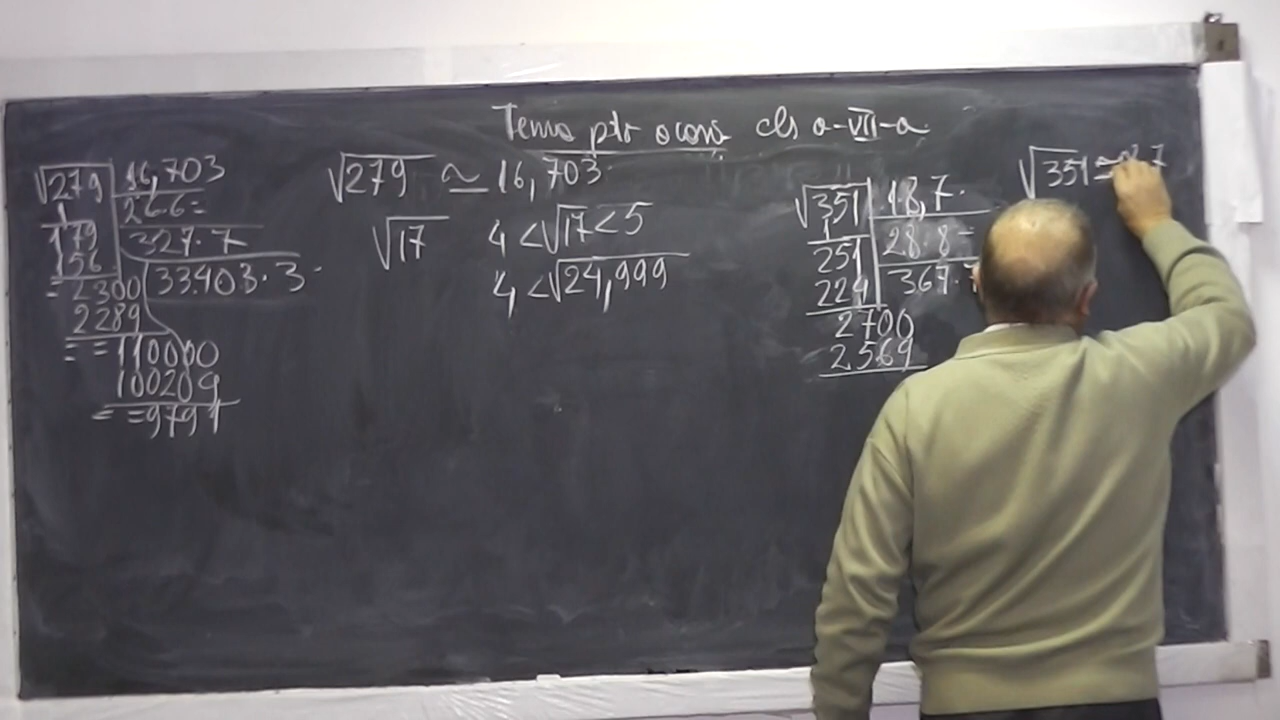 Tema ptr acasă cls a-VII-a
√279 16,703
1 26·6=
179 327·7
156 33403·3
= 2300
2289
= = 110000
100209
= = 9791
√279 ≃ 16,703
√17 4 < √17 < 5
4 < √24,999
√351 18,7
1 28·8=
251 367·
224
2700
2569
√351 ≃